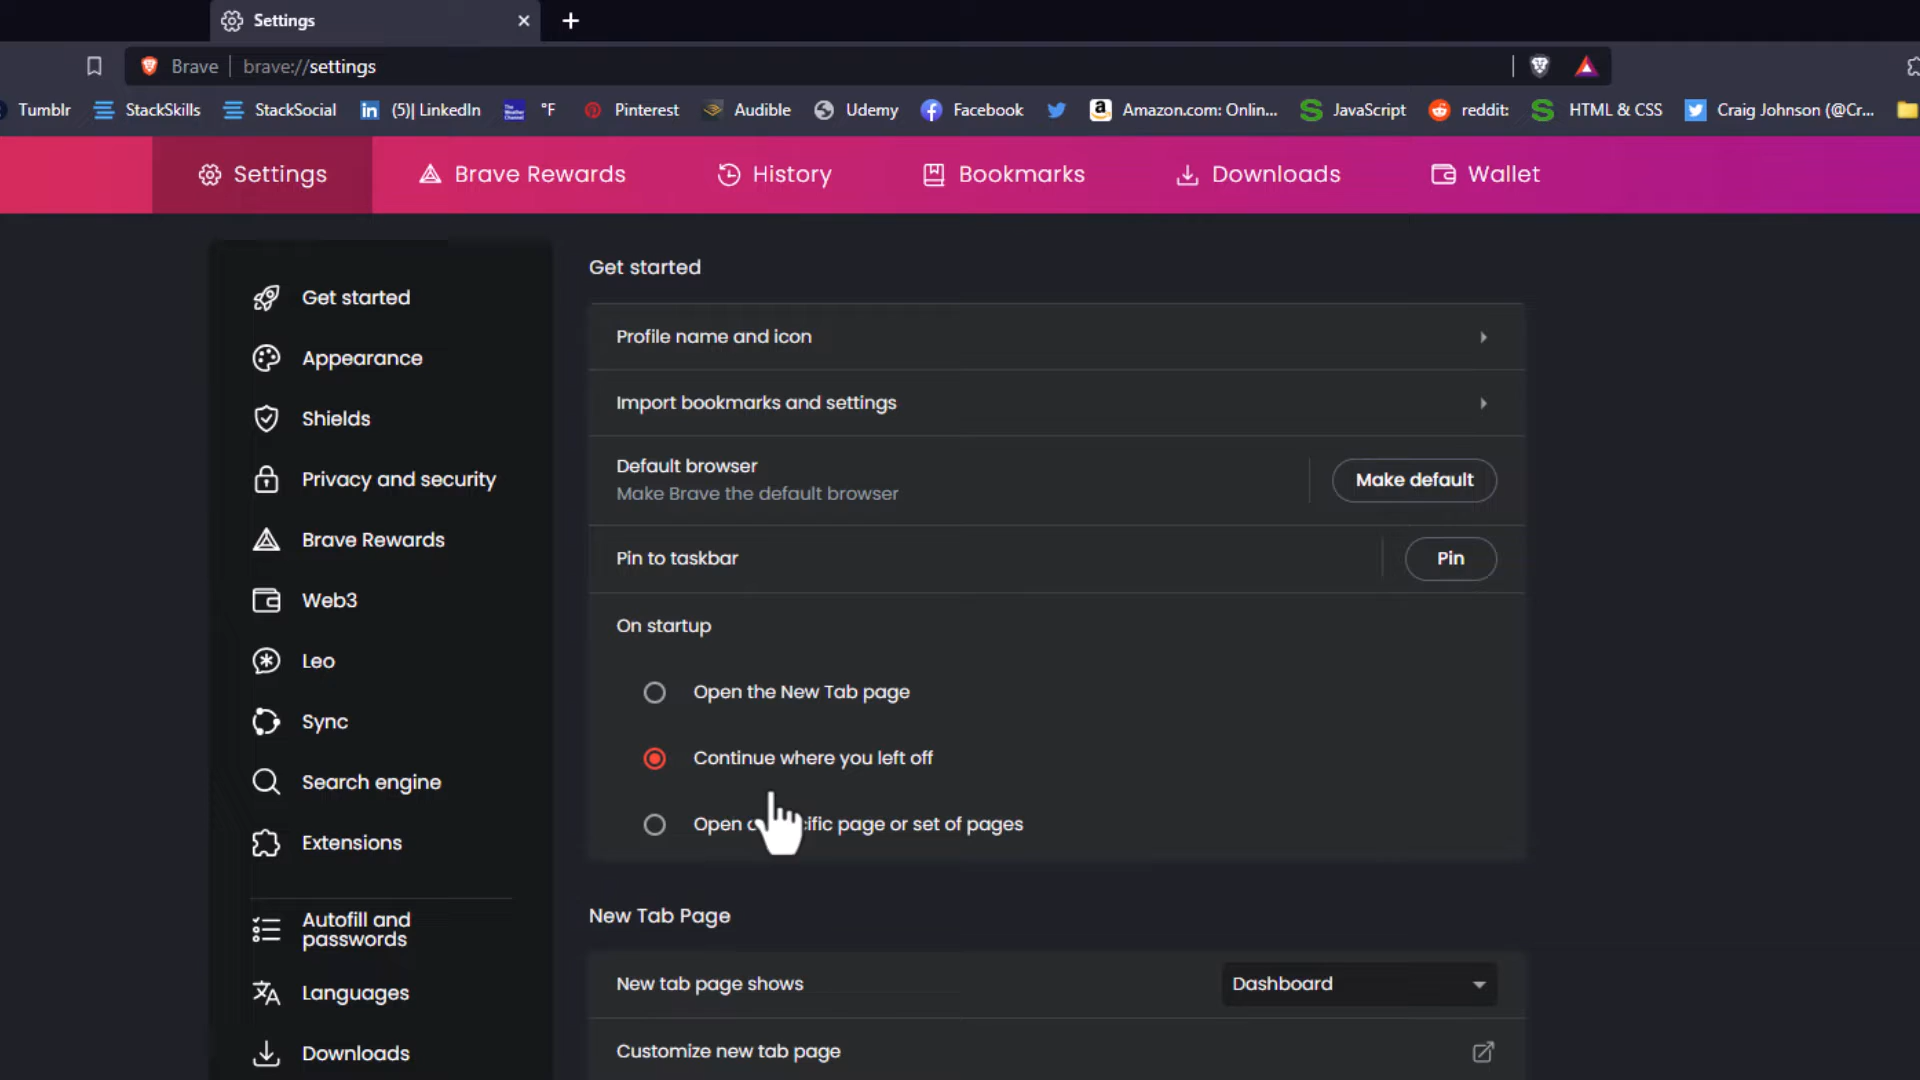 Settings
Brave brave://settings
Tumblr StackSkills StackSocial (5)| LinkedIn °F Pinterest Audible Udemy Facebook Amazon.com: Onlin... JavaScript reddit: HTML & CSS Craig Johnson (@Cr...
Settings Brave Rewards History Bookmarks Downloads Wallet
Get started
Appearance
Shields
Privacy and security
Brave Rewards
Web3
Leo
Sync
Search engine
Extensions
Autofill and
passwords
Languages
Downloads
Get started
Profile name and icon
Import bookmarks and settings
Default browser
Make Brave the default browser
Make default
Pin to taskbar
Pin
On startup
Open the New Tab page
Continue where you left off
Open page or set of pages
New Tab Page
New tab page shows
Dashboard
Customize new tab page